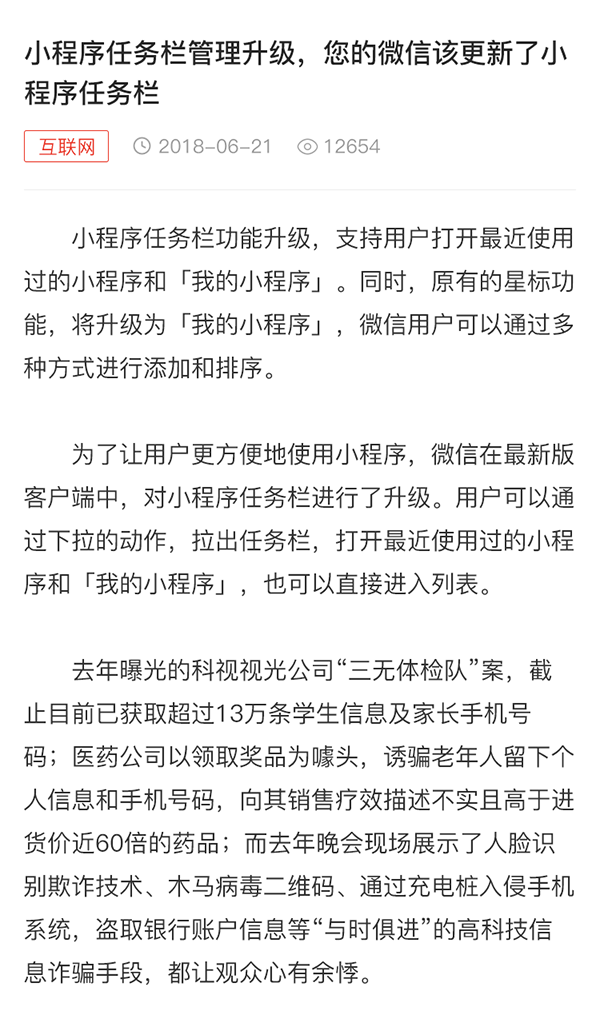 小程序任务栏管理升级，您的微信该更新了小
程序任务栏
互联网 2018-06-21 12654
小程序任务栏功能升级，支持用户打开最近使用
过的小程序和「我的小程序」。同时，原有的星标功
能，将升级为「我的小程序」，微信用户可以通过多
种方式进行添加和排序。
为了让用户更方便地使用小程序，微信在最新版
客户端中，对小程序任务栏进行了升级。用户可以通
过下拉的动作，拉出任务栏，打开最近使用过的小程
序和「我的小程序」，也可以直接进入列表。
去年曝光的科视视光公司“三无体检队”案，截
止目前已获取超过13万条学生信息及家长手机号
码；医药公司以领取奖品为噱头，诱骗老年人留下个
人信息和手机号码，向其销售疗效描述不实且高于进
货价近60倍的药品；而去年晚会现场展示了人脸识
别欺诈技术、木马病毒二维码、通过充电桩入侵手机
系统，盗取银行账户信息等“与时俱进”的高科技信
息诈骗手段，都让观众心有余悸。